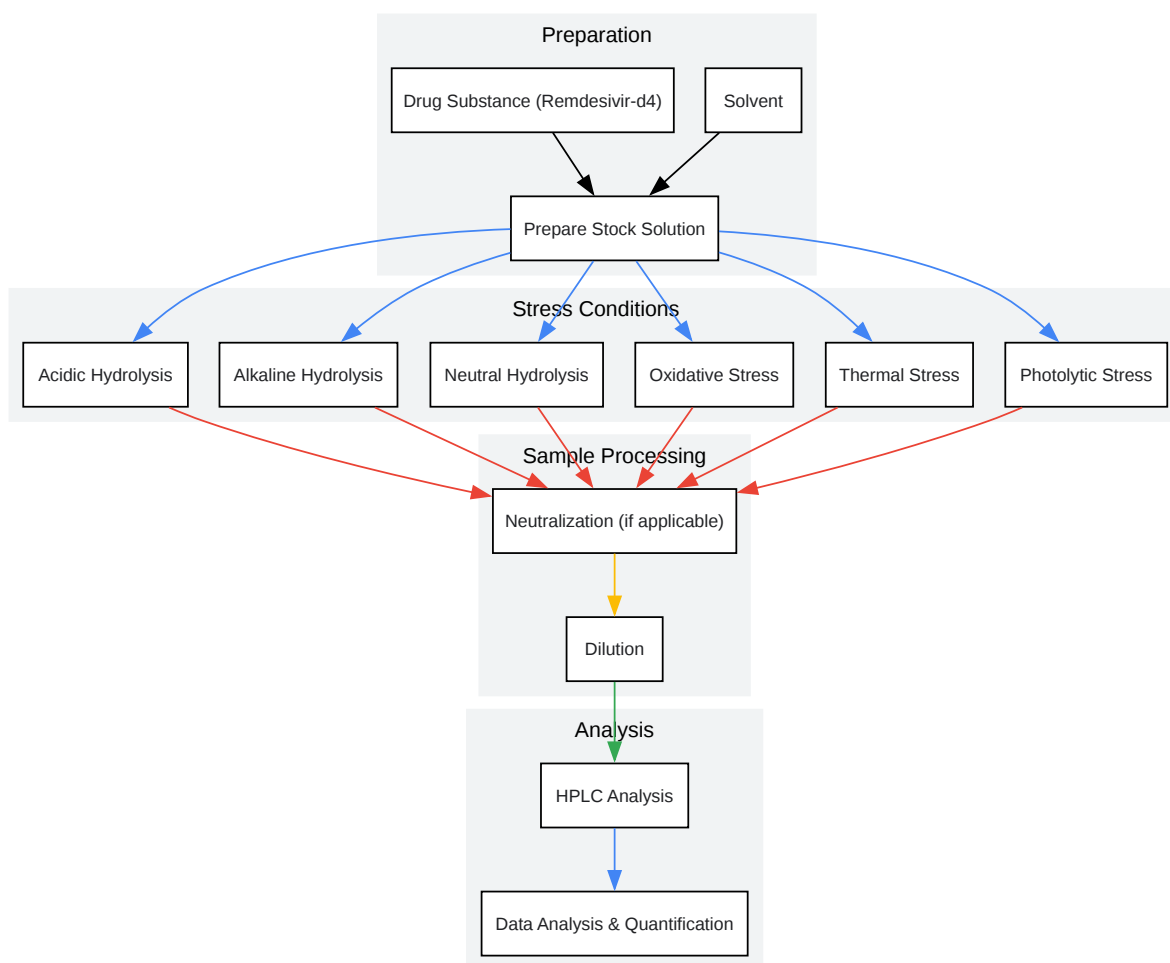 Preparation
Drug Substance (Remdesivir-d4)
Solvent
Prepare Stock Solution
Stress Conditions
Acidic Hydrolysis
Alkaline Hydrolysis
Neutral Hydrolysis
Oxidative Stress
Thermal Stress
Photolytic Stress
Sample Processing
Neutralization (if applicable)
Dilution
Analysis
HPLC Analysis
Data Analysis & Quantification